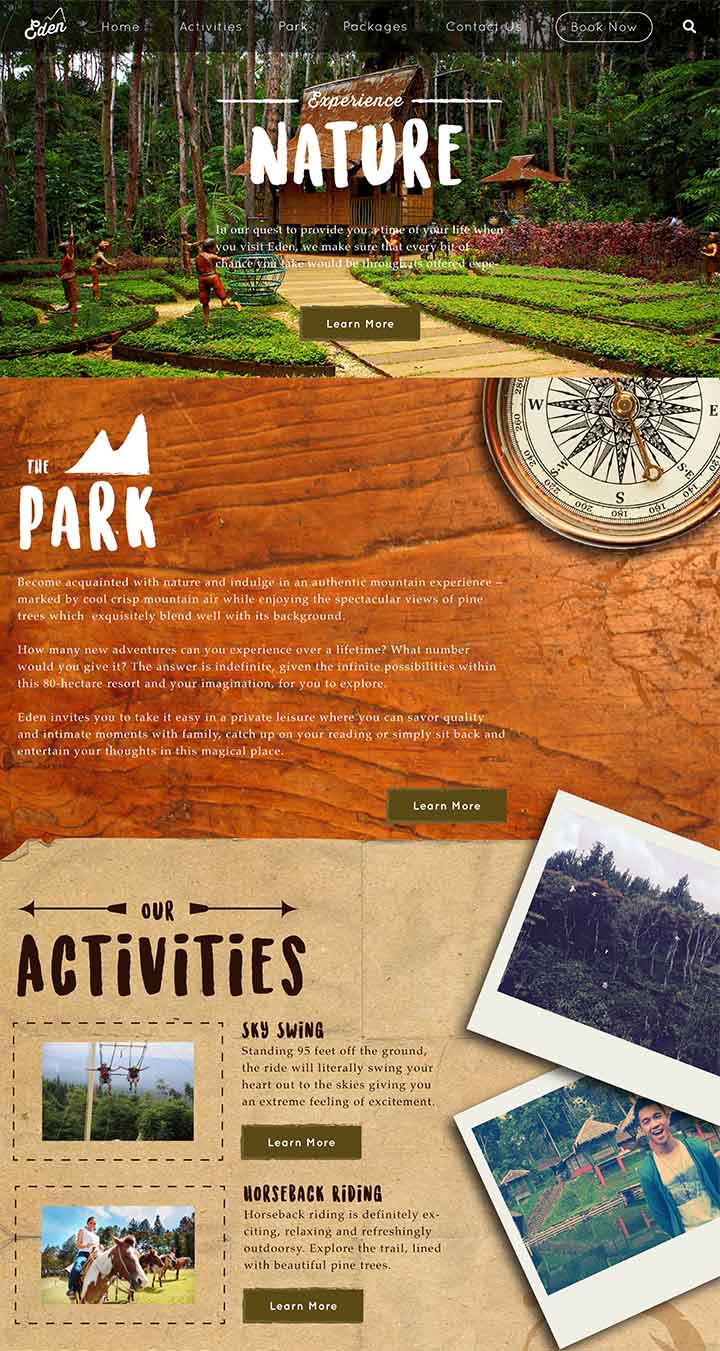 Eden
Home Activities Park Packages Contact Us Book Now
Experience
NATURE
In our quest to provide you a time of your life when
you visit Eden, we make sure that every bit of
chance you take would be through its offered expe-
Learn More
W E
S
THE
PARK
Become acquainted with nature and indulge in an authentic mountain experience –
marked by cool crisp mountain air while enjoying the spectacular views of pine
trees which exquisitely blend well with its background.
How many new adventures can you experience over a lifetime? What number
would you give it? The answer is indefinite, given the infinite possibilities within
this 80-hectare resort and your imagination, for you to explore.
Eden invites you to take it easy in a private leisure where you can savor quality
and intimate moments with family, catch up on your reading or simply sit back and
entertain your thoughts in this magical place.
Learn More
OUR
ACTiViTiES
SKY SWiNG
Standing 95 feet off the ground,
the ride will literally swing your
heart out to the skies giving you
an extreme feeling of excitement.
Learn More
HORSEBACK RiDiNG
Horseback riding is definitely ex-
citing, relaxing and refreshingly
outdoorsy. Explore the trail, lined
with beautiful pine trees.
Learn More